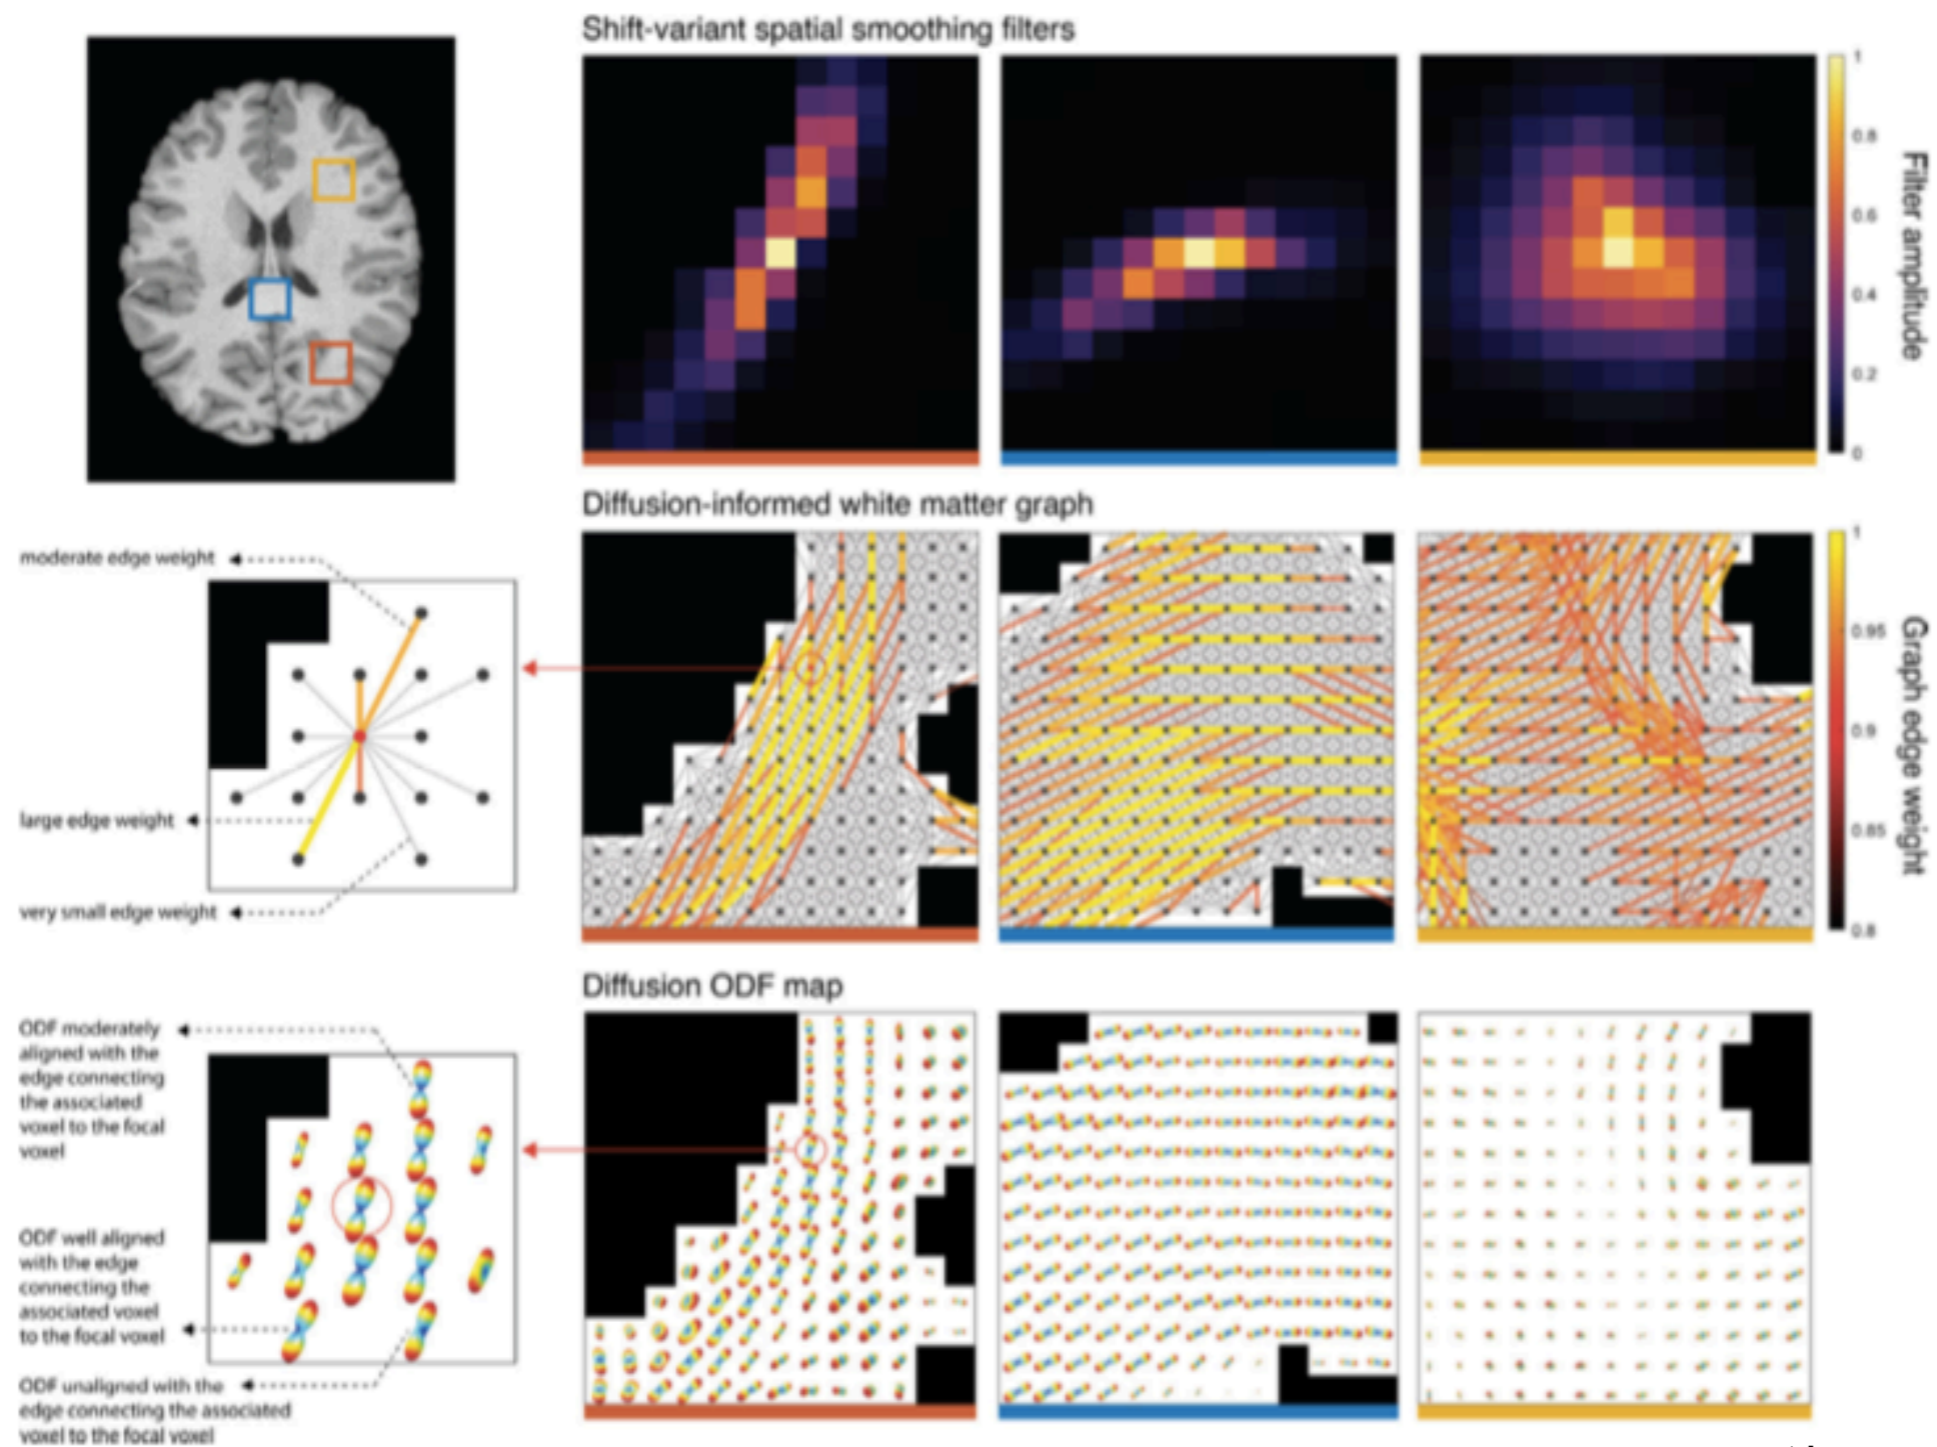 Shift-variant spatial smoothing filters
1
0.8
0.6
0.4
0.2
0
Filter amplitude
Diffusion-informed white matter graph
moderate edge weight
large edge weight
very small edge weight
1
0.95
0.9
0.85
0.8
Graph edge weight
Diffusion ODF map
ODF moderately
aligned with the
edge connecting
the associated
voxel to the focal
voxel
ODF well aligned
with the edge
connecting the
associated voxel
to the focal voxel
ODF unaligned with the
edge connecting the associated
voxel to the focal voxel